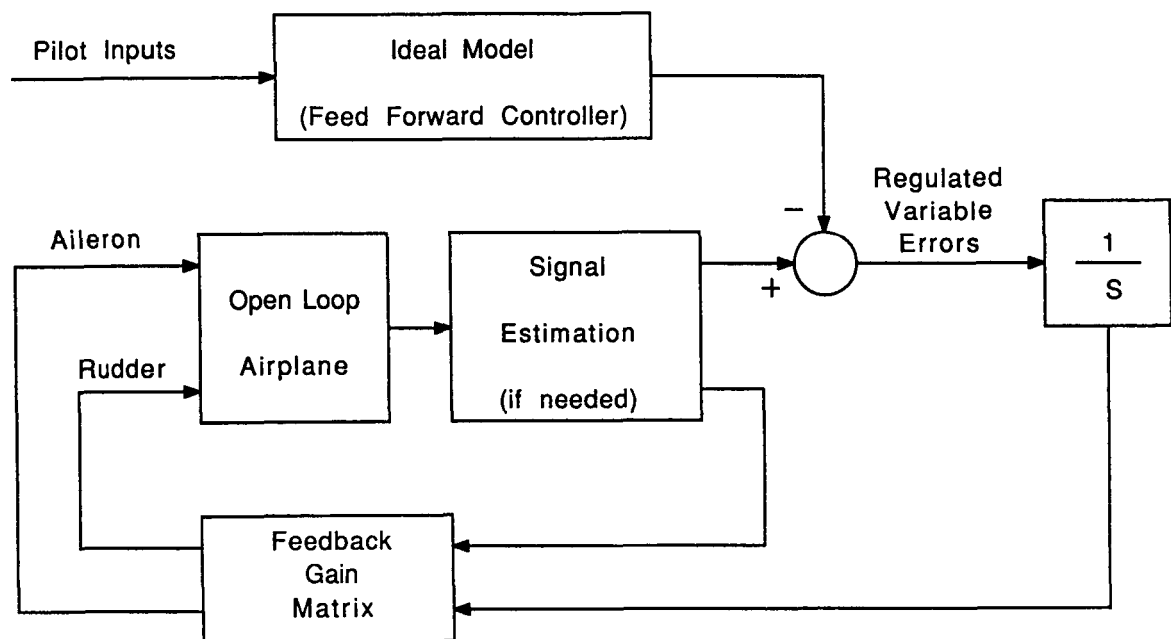 Pilot Inputs
Ideal Model
(Feed Forward Controller)
Regulated
Variable
Errors
−
+
1
S
Aileron
Rudder
Open Loop
Airplane
Signal
Estimation
(if needed)
Feedback
Gain
Matrix